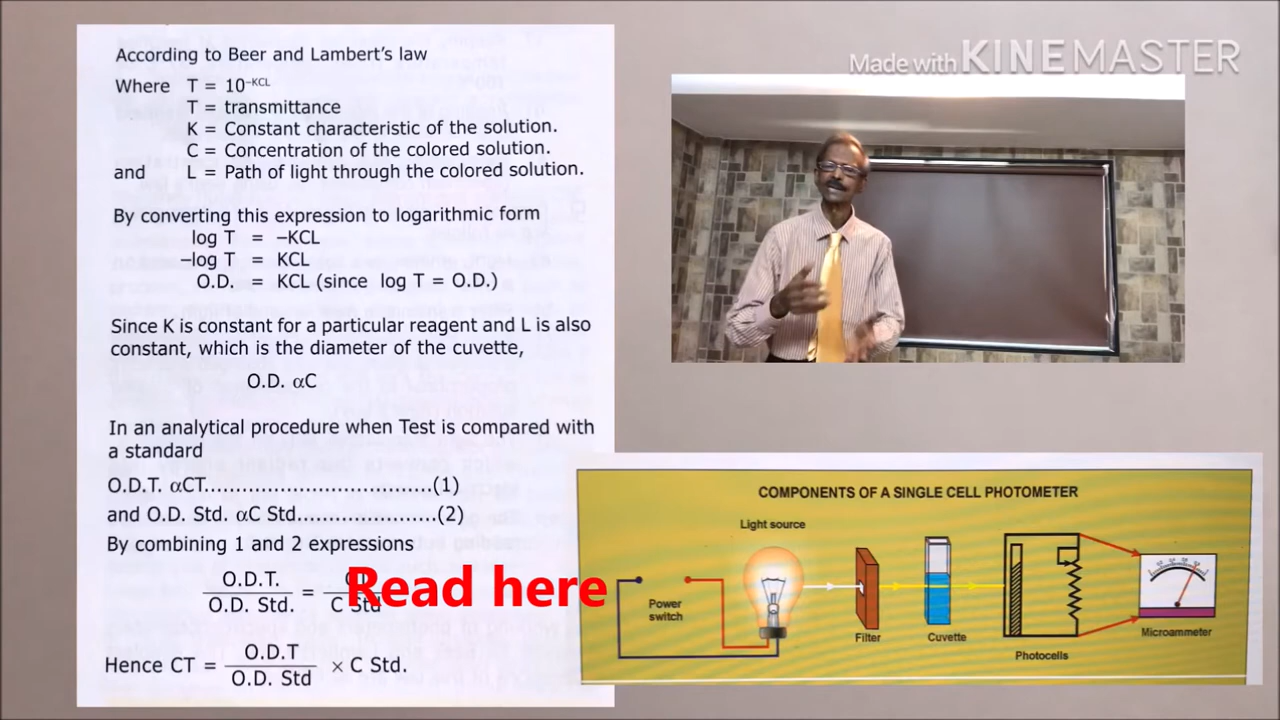 According to Beer and Lambert's law
Where T = 10⁻ᴷᶜᴸ
T = transmittance
K = Constant characteristic of the solution.
C = Concentration of the colored solution.
and L = Path of light through the colored solution.
By converting this expression to logarithmic form
log T = –KCL
–log T = KCL
O.D. = KCL (since log T = O.D.)
Since K is constant for a particular reagent and L is also
constant, which is the diameter of the cuvette,
O.D. αC
In an analytical procedure when Test is compared with
a standard
O.D.T. αCT..................................(1)
and O.D. Std. αC Std.....................(2)
By combining 1 and 2 expressions
O.D.T.
O.D. Std. = C Std
Hence CT = O.D.T
O.D. Std × C Std.
Read here
Made with KINEMASTER
COMPONENTS OF A SINGLE CELL PHOTOMETER
Light source
Power
switch
Filter
Cuvette
Photocells
Microammeter